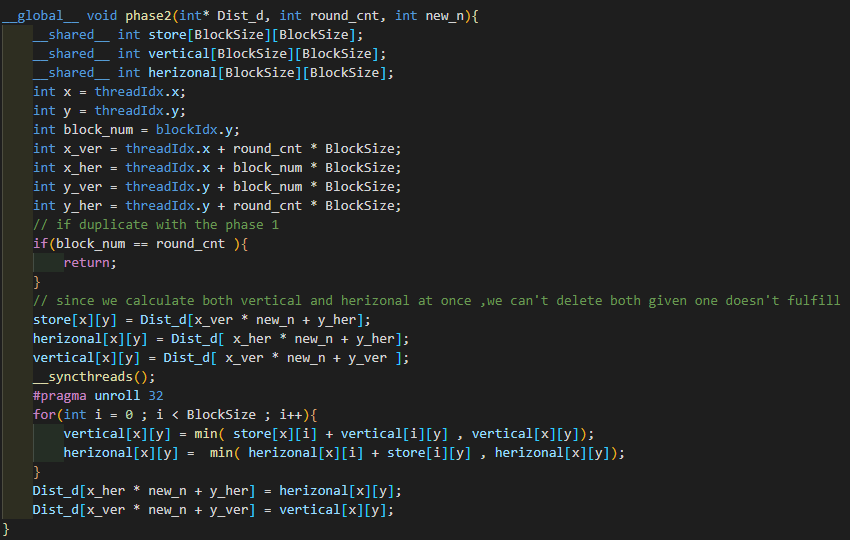 __global__ void phase2(int* Dist_d, int round_cnt, int new_n){
    __shared__ int store[BlockSize][BlockSize];
    __shared__ int vertical[BlockSize][BlockSize];
    __shared__ int herizonal[BlockSize][BlockSize];
    int x = threadIdx.x;
    int y = threadIdx.y;
    int block_num = blockIdx.y;
    int x_ver = threadIdx.x + round_cnt * BlockSize;
    int x_her = threadIdx.x + block_num * BlockSize;
    int y_ver = threadIdx.y + block_num * BlockSize;
    int y_her = threadIdx.y + round_cnt * BlockSize;
    // if duplicate with the phase 1
    if(block_num == round_cnt ){
        return;
    }
    // since we calculate both vertical and herizonal at once ,we can't delete both given one doesn't fulfill
    store[x][y] = Dist_d[x_ver * new_n + y_her];
    herizonal[x][y] = Dist_d[ x_her * new_n + y_her];
    vertical[x][y] = Dist_d[ x_ver * new_n + y_ver ];
    __syncthreads();
    #pragma unroll 32
    for(int i = 0 ; i < BlockSize ; i++){
        vertical[x][y] = min( store[x][i] + vertical[i][y] , vertical[x][y]);
        herizonal[x][y] =  min( herizonal[x][i] + store[i][y] , herizonal[x][y]);
    }
    Dist_d[x_her * new_n + y_her] = herizonal[x][y];
    Dist_d[x_ver * new_n + y_ver] = vertical[x][y];
}